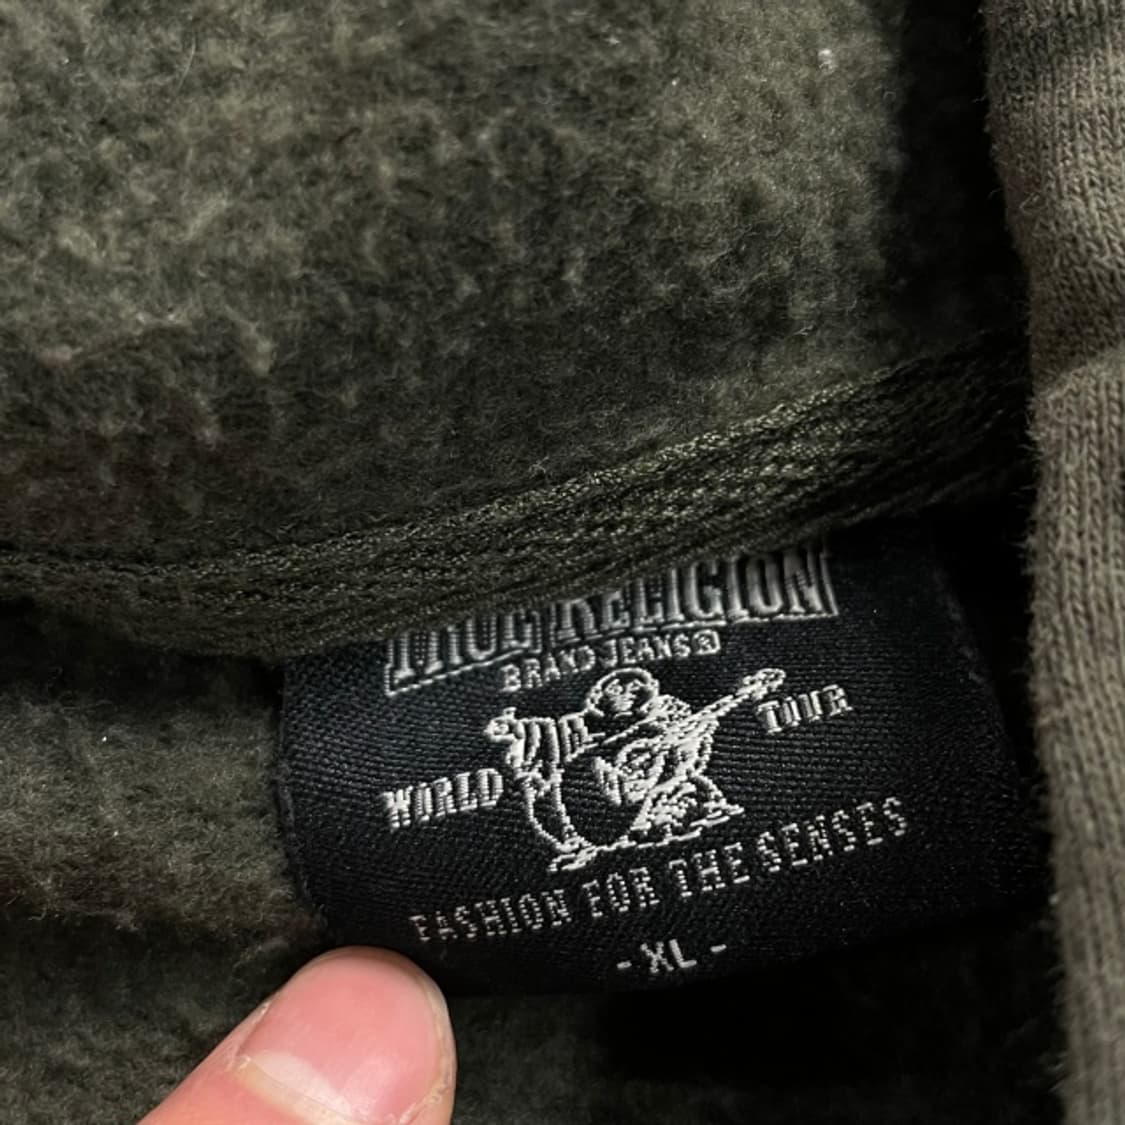 TRUE RELIGION
BRAND JEANS®
WORLD TOUR
FASHION FOR THE SENSES
- XL -